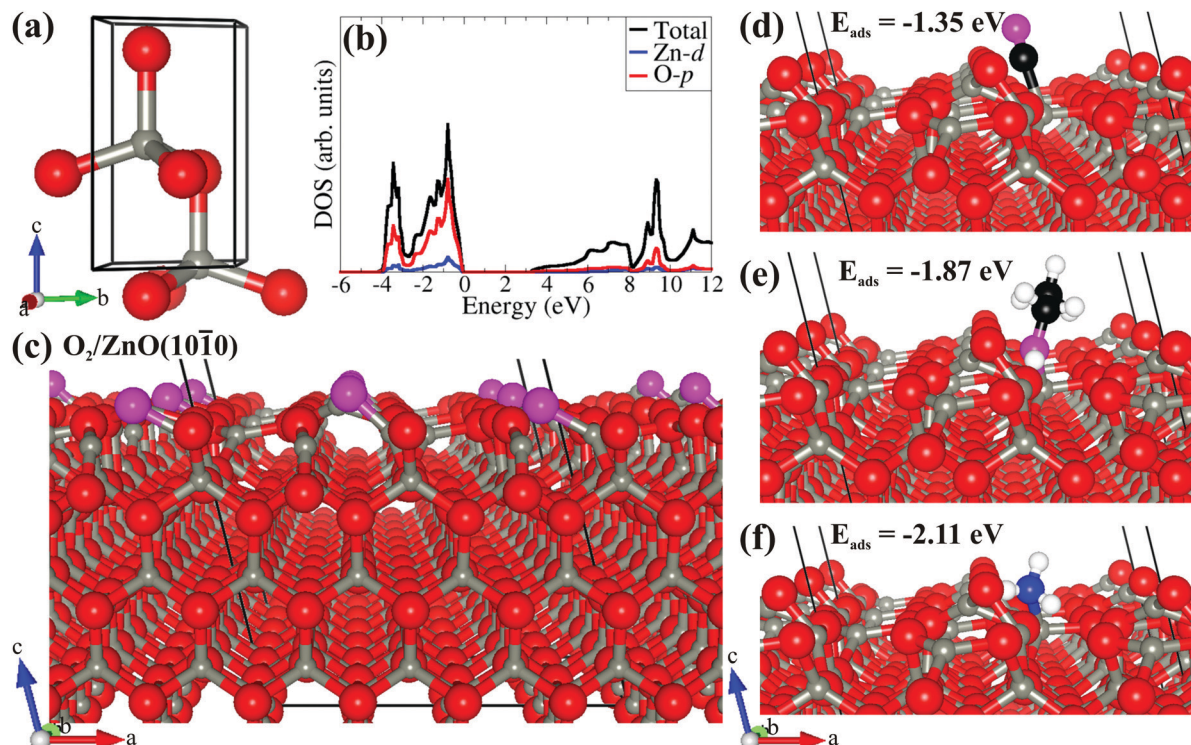 (a)
c
a
b
(b)
Total
Zn-d
O-p
DOS (arb. units)
-6 -4 -2 0 2 4 6 8 10 12
Energy (eV)
(c) O₂/ZnO(101̄0)
c
b
a
(d) E_ads = -1.35 eV
(e) E_ads = -1.87 eV
(f) E_ads = -2.11 eV
c
b
a